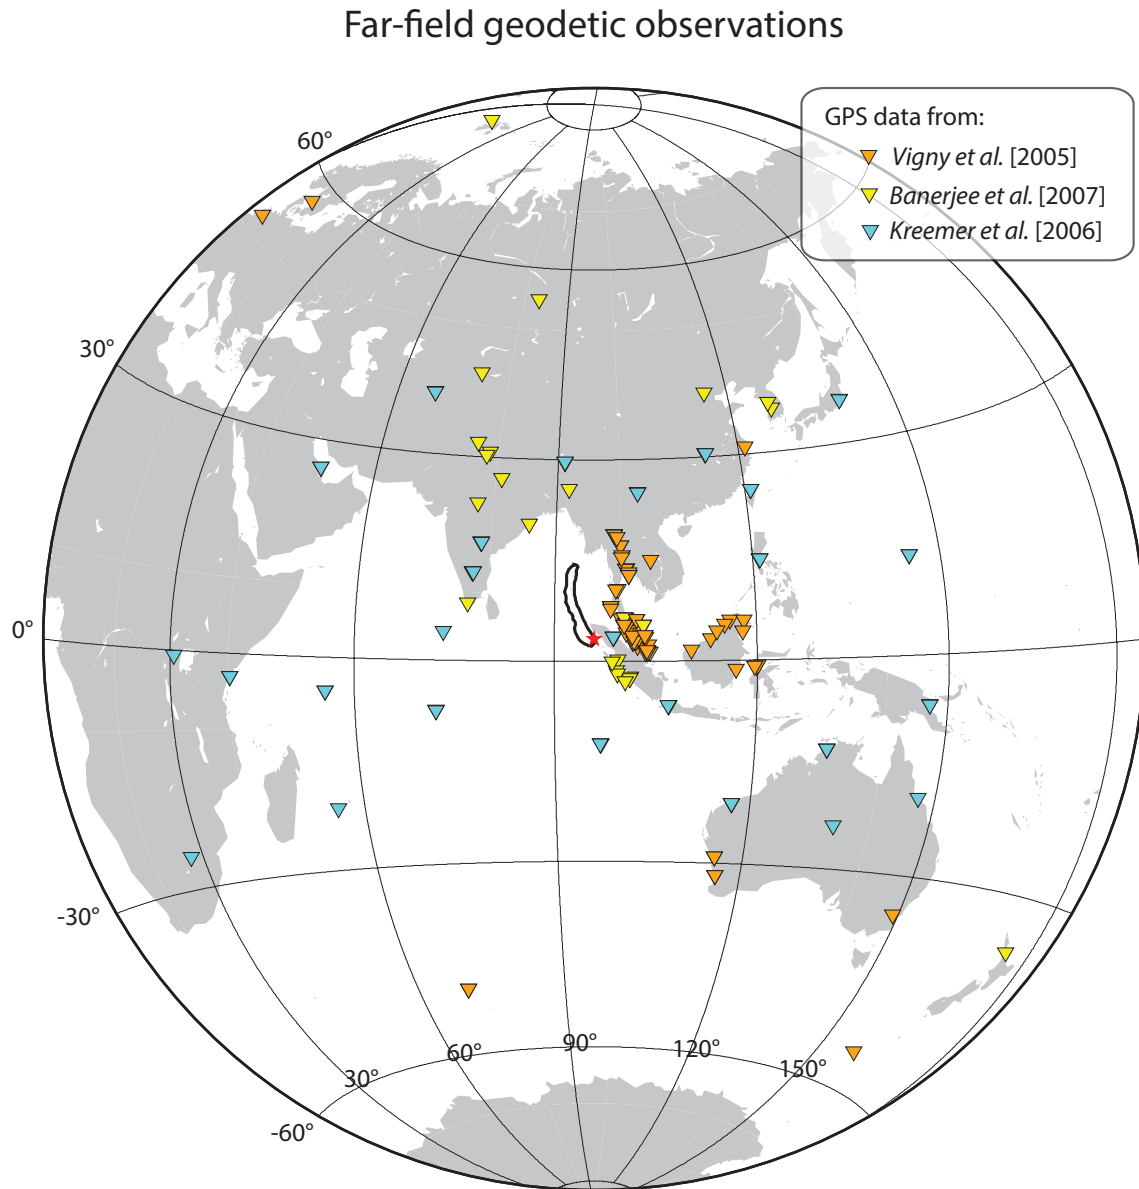 Far-field geodetic observations
GPS data from:
Vigny et al. [2005]
Banerjee et al. [2007]
Kreemer et al. [2006]
60°
30°
0°
-30°
-60°
30°
60°
90°
120°
150°